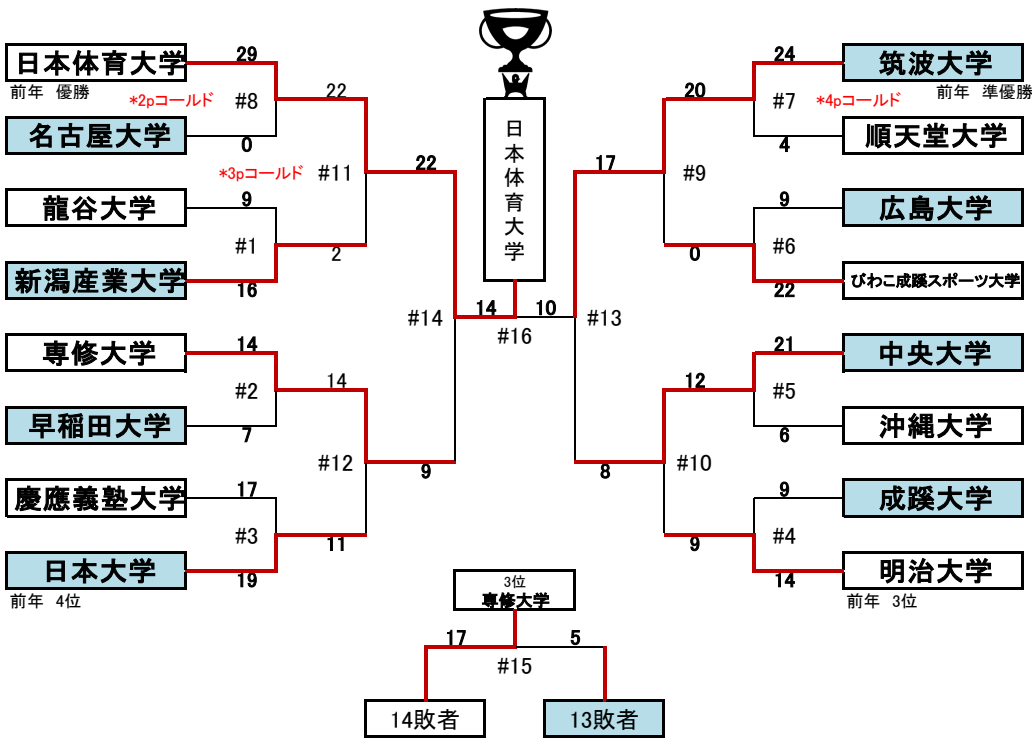 日本体育大学
前年 優勝
29
*2pコールド
#8
22
名古屋大学
0
*3pコールド
#11
22
龍谷大学
9
#1
2
新潟産業大学
16
#14
専修大学
14
#2
14
早稲田大学
7
#12
9
慶應義塾大学
17
#3
11
日本大学
19
前年 4位
日本体育大学
14
10
#16
24
筑波大学
前年 準優勝
20
#7
*4pコールド
4
順天堂大学
17
#9
9
広島大学
0
#6
22
びわこ成蹊スポーツ大学
#13
21
中央大学
12
#5
6
沖縄大学
8
#10
9
成蹊大学
9
#4
14
明治大学
前年 3位
3位
専修大学
17
5
#15
14敗者
13敗者